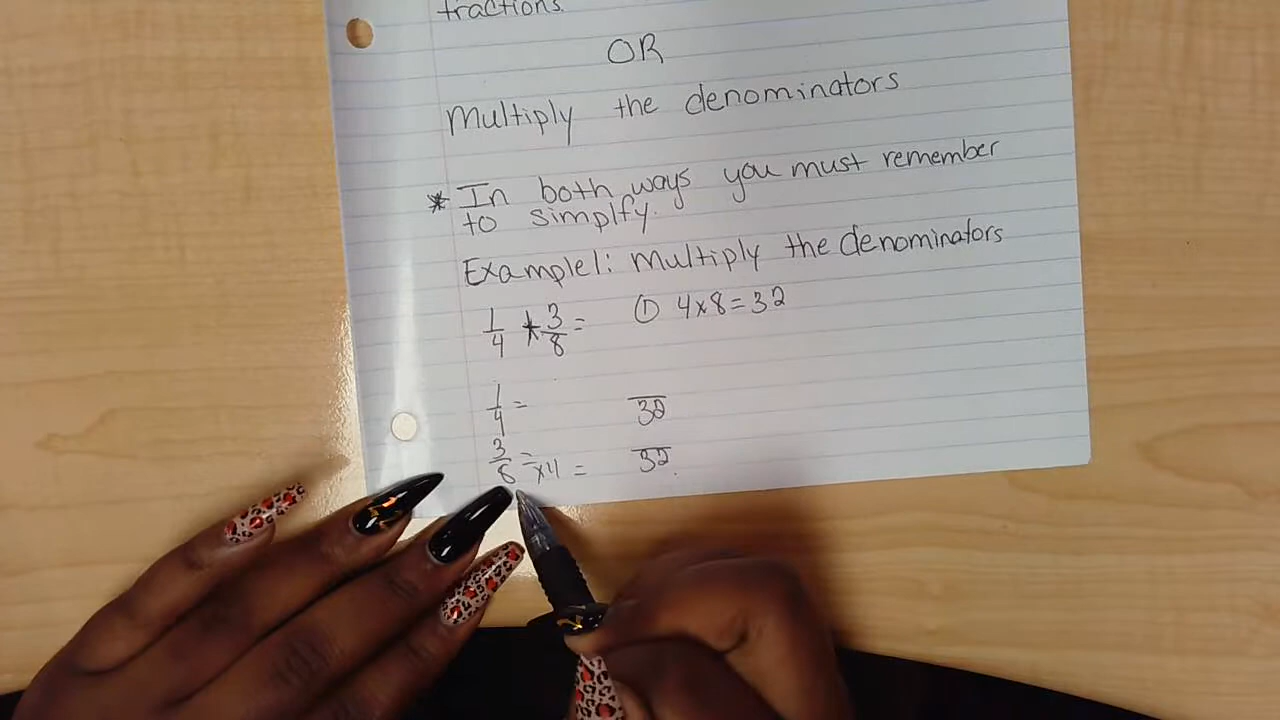 fractions.
OR
Multiply the denominators
* In both ways you must remember
to simplfy.
Example1: Multiply the denominators
1/4 + 3/8 = ① 4x8=32
1/4 = /32
3/8 = x4 = /32